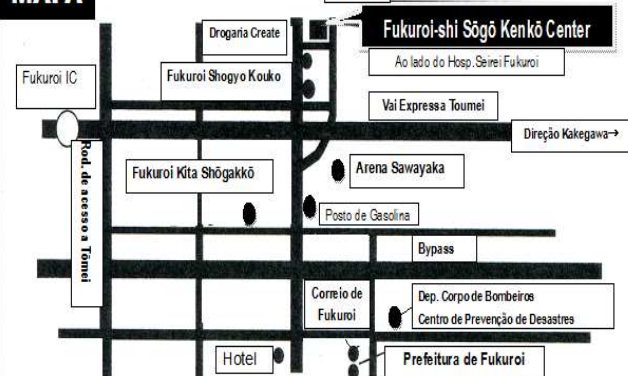 MAPA
Drogaria Create
Fukuroi-shi Sōgō Kenkō Center
Ao lado do Hosp.Seirei Fukuroi
Fukuroi IC
Fukuroi Shogyo Kouko
Vai Expressa Toumei
Direção Kakegawa→
Rod. de acesso a Tōmei
Fukuroi Kita Shōgakkō
Arena Sawayaka
Posto de Gasolina
Bypass
Correio de
Fukuroi
Dep. Corpo de Bombeiros
Centro de Prevenção de Desastres
Hotel
Prefeitura de Fukuroi